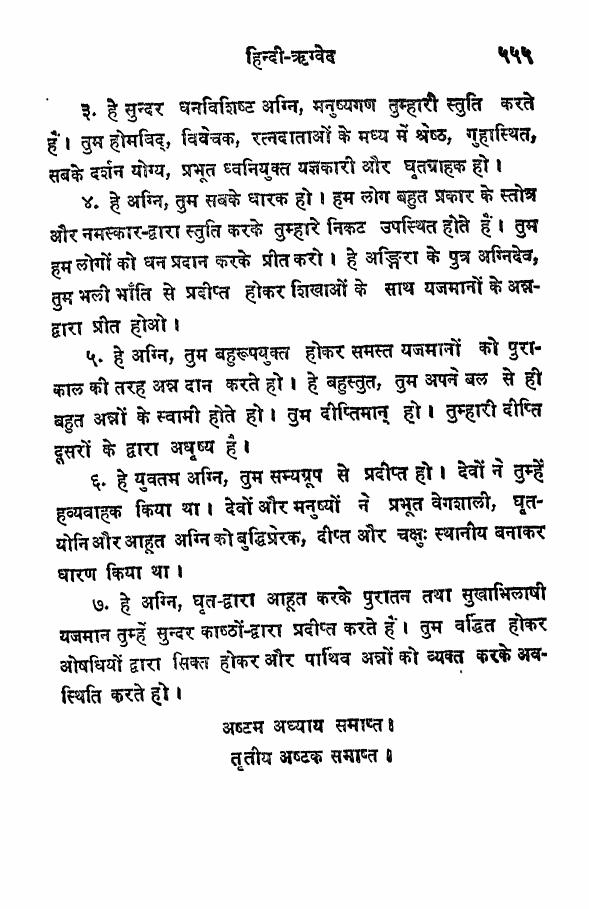 हिन्दी-ऋग्वेद ५५५
३. हे सुन्दर धनविशिष्ट अग्नि, मनुष्यगण तुम्हारी स्तुति करते
हैं। तुम होमविद्, विवेचक, रत्नदाताओं के मध्य में श्रेष्ठ, गुहास्थित,
सबके दर्शन योग्य, प्रभूत ध्वनियुक्त यज्ञकारी और घृतग्राहक हो।
४. हे अग्नि, तुम सबके धारक हो। हम लोग बहुत प्रकार के स्तोत्र
और नमस्कार-द्वारा स्तुति करके तुम्हारे निकट उपस्थित होते हैं। तुम
हम लोगों को धन प्रदान करके प्रीत करो। हे अङ्गिरा के पुत्र अग्निदेव,
तुम भली भाँति से प्रदीप्त होकर शिखाओं के साथ यजमानों के अन्न-
द्वारा प्रीत होओ।
५. हे अग्नि, तुम बहुरूपयुक्त होकर समस्त यजमानों को पुरा-
काल की तरह अन्न दान करते हो। हे बहुस्तुत, तुम अपने बल से ही
बहुत अन्नों के स्वामी होते हो। तुम दीप्तिमान् हो। तुम्हारी दीप्ति
दूसरों के द्वारा अधृष्य है।
६. हे युवतम अग्नि, तुम सम्यग्रूप से प्रदीप्त हो। देवों ने तुम्हें
हव्यवाहक किया था। देवों और मनुष्यों ने प्रभूत वेगशाली, घृत-
योनि और आहूत अग्नि को बुद्धिप्रेरक, दीप्त और चक्षुः स्थानीय बनाकर
धारण किया था।
७. हे अग्नि, घृत-द्वारा आहूत करके पुरातन तथा सुखाभिलाषी
यजमान तुम्हें सुन्दर काष्ठों-द्वारा प्रदीप्त करते हैं। तुम वर्द्धित होकर
ओषधियों द्वारा सिक्त होकर और पार्थिव अन्नों को व्यक्त करके अव-
स्थिति करते हो।
अष्टम अध्याय समाप्त।
तृतीय अष्टक समाप्त।